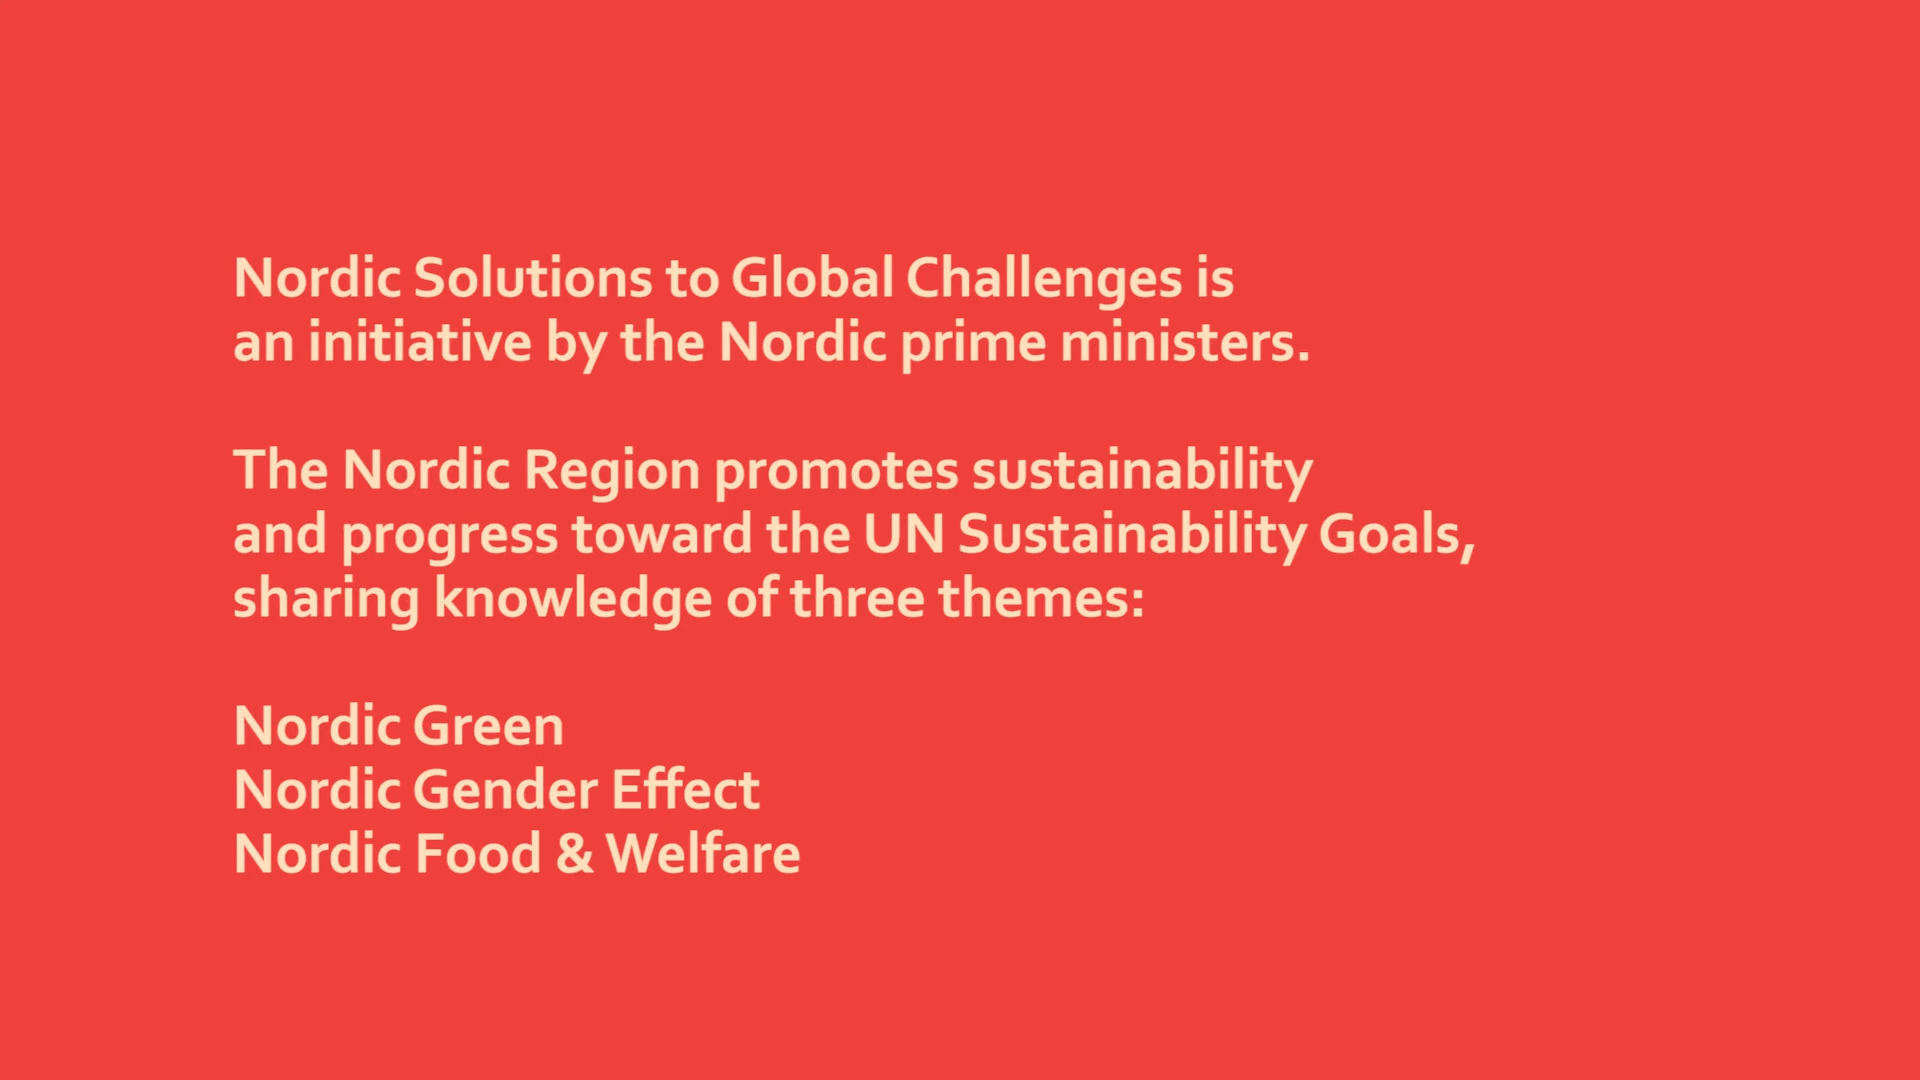 Nordic Solutions to Global Challenges is
an initiative by the Nordic prime ministers.
The Nordic Region promotes sustainability
and progress toward the UN Sustainability Goals,
sharing knowledge of three themes:
Nordic Green
Nordic Gender Effect
Nordic Food & Welfare